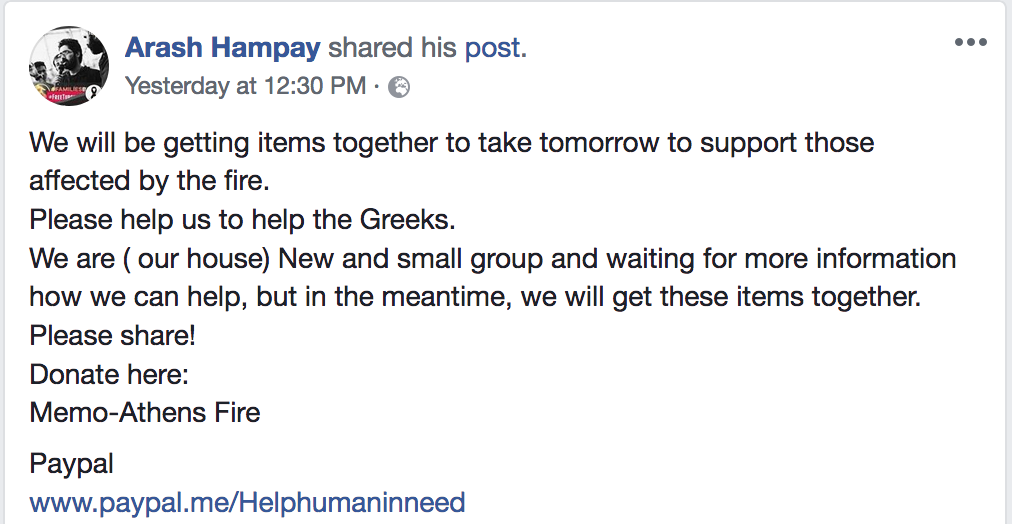 Arash Hampay shared his post.
Yesterday at 12:30 PM ·
We will be getting items together to take tomorrow to support those
affected by the fire.
Please help us to help the Greeks.
We are ( our house) New and small group and waiting for more information
how we can help, but in the meantime, we will get these items together.
Please share!
Donate here:
Memo-Athens Fire
Paypal
www.paypal.me/Helphumaninneed